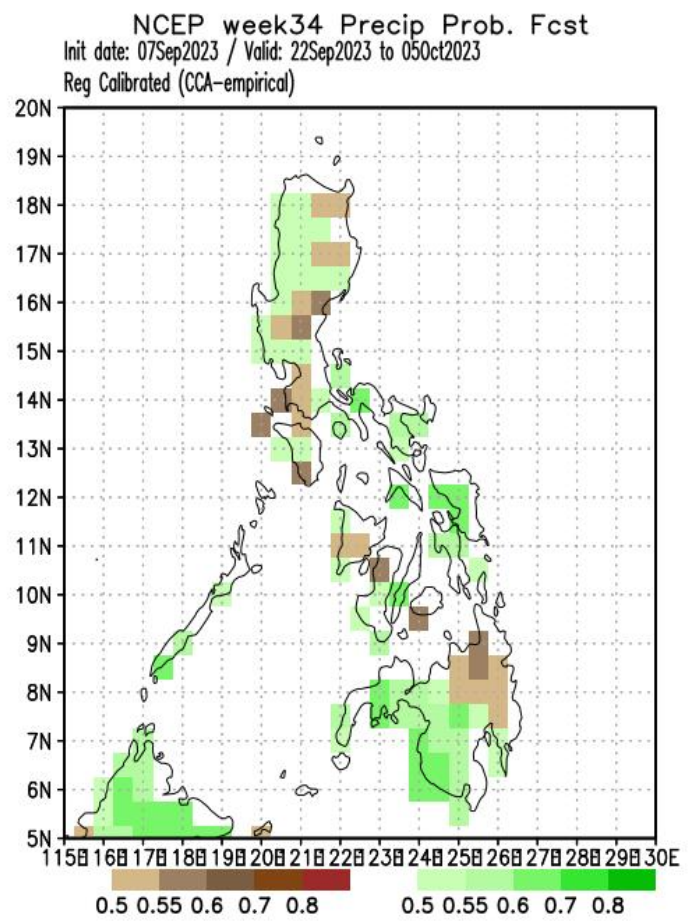 NCEP week34 Precip Prob. Fcst
Init date: 07Sep2023 / Valid: 22Sep2023 to 05Oct2023
Reg Calibrated (CCA-empirical)
20N
19N
18N
17N
16N
15N
14N
13N
12N
11N
10N
9N
8N
7N
6N
5N
115E 116E 117E 118E 119E 120E 121E 122E 123E 124E 125E 126E 127E 128E 129E 130E
0.5 0.55 0.6 0.7 0.8 0.5 0.55 0.6 0.7 0.8